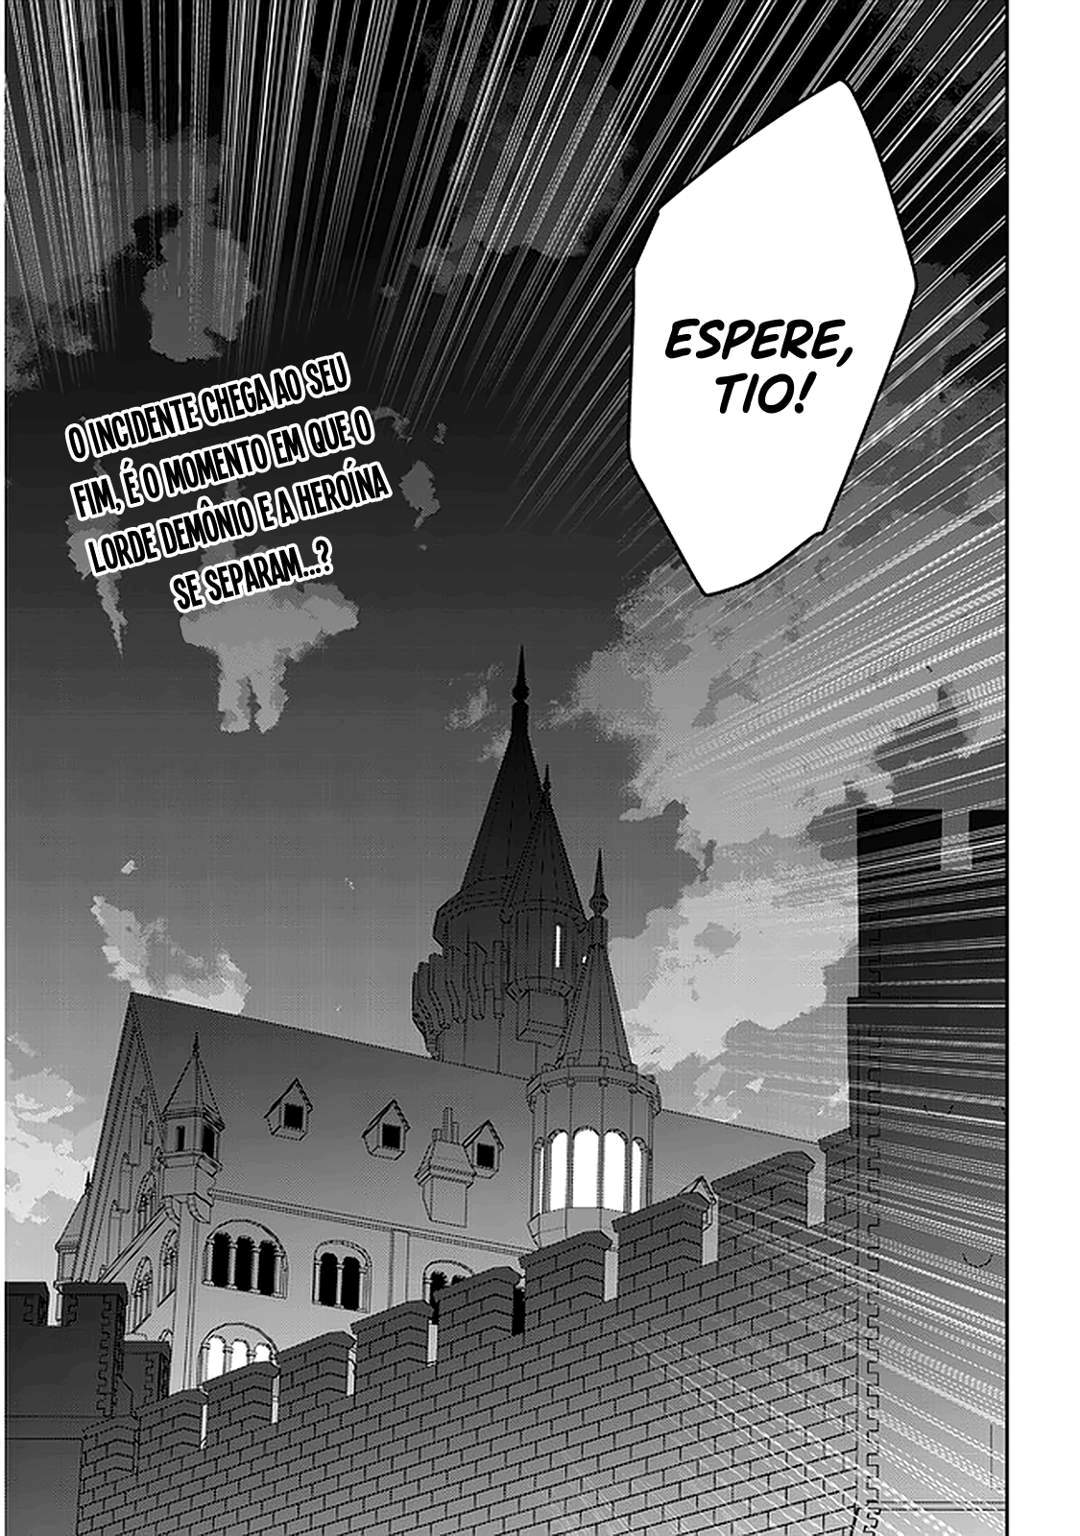 ESPERE,
TIO!
O INCIDENTE CHEGA AO SEU
FIM, É O MOMENTO EM QUE O
LORDE DEMÔNIO E A HEROÍNA
SE SEPARAM...?